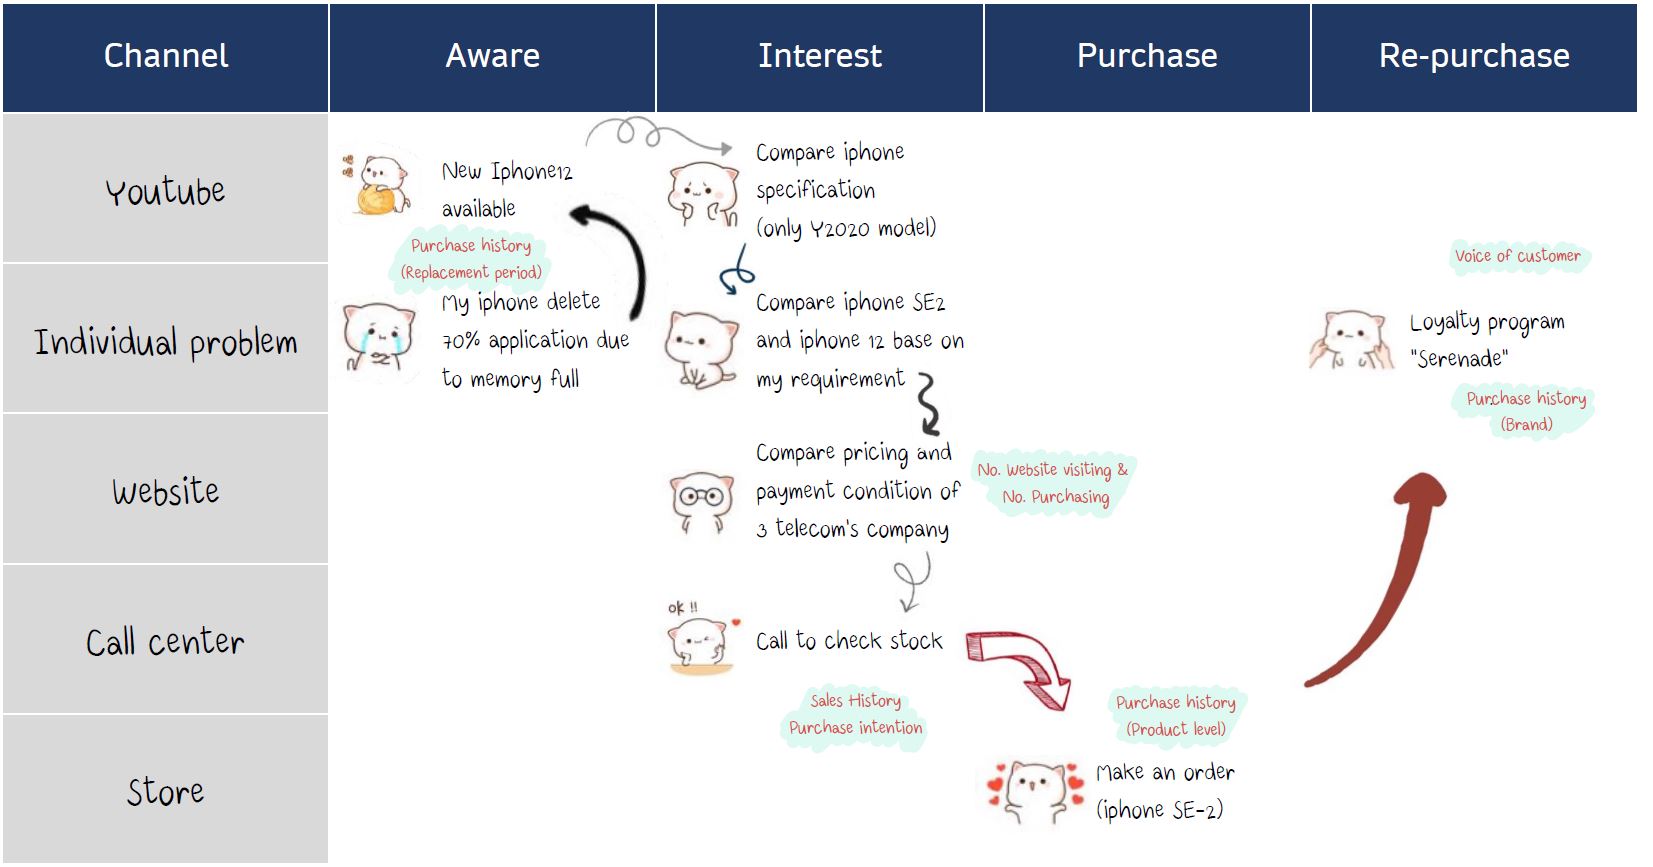 Channel
Aware
Interest
Purchase
Re-purchase
Youtube
New Iphone12
available
Purchase history
(Replacement period)
Compare iphone
specification
(only Y2020 model)
Individual problem
My iphone delete
70% application due
to memory full
Compare iphone SE2
and iphone 12 base on
my requirement
Voice of customer
Loyalty program
"Serenade"
Purchase history
(Brand)
Website
Compare pricing and
payment condition of
3 telecom's company
No. Website visiting &
No. Purchasing
Call center
ok !!
Call to check stock
Sales History
Purchase intention
Purchase history
(Product level)
Store
Make an order
(iphone SE-2)